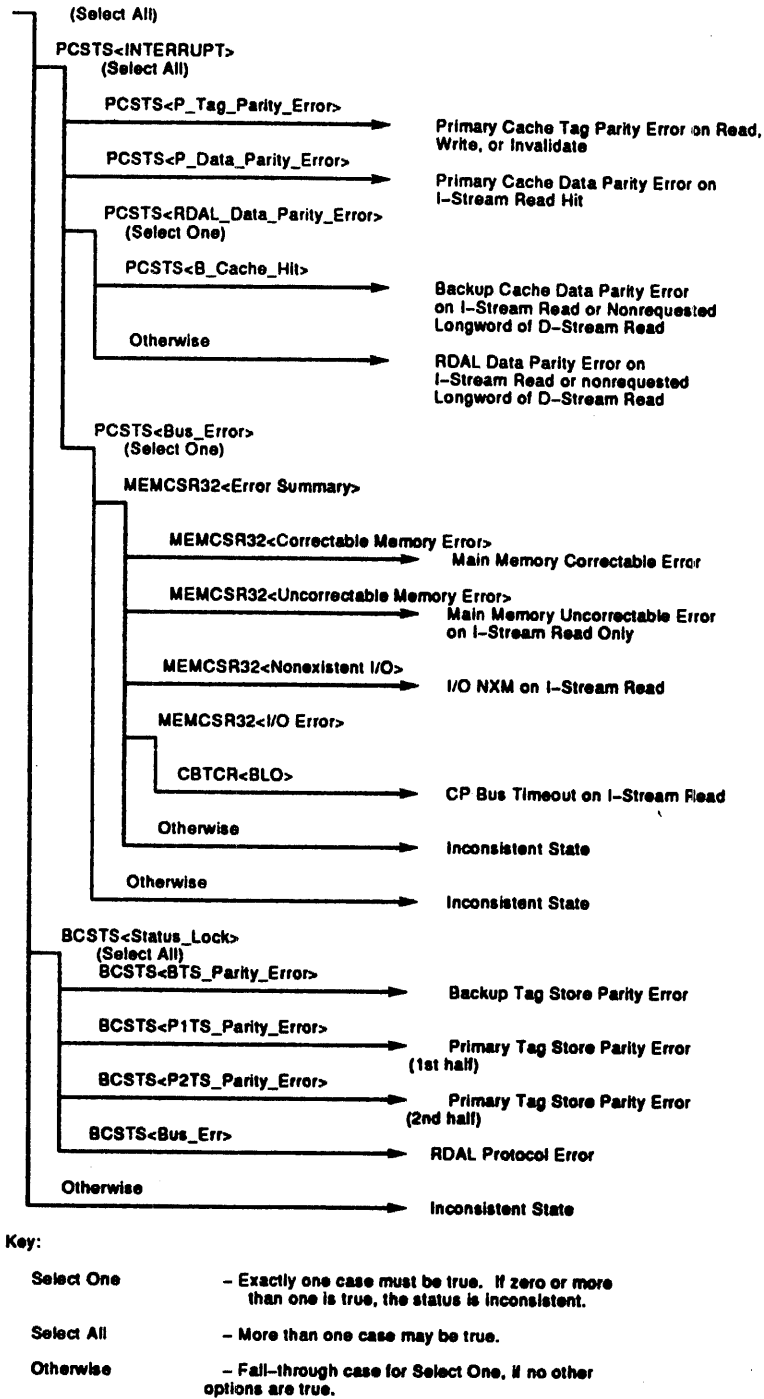 (Select All)
PCSTS<INTERRUPT>
(Select All)
PCSTS<P_Tag_Parity_Error>
Primary Cache Tag Parity Error on Read,
Write, or Invalidate
PCSTS<P_Data_Parity_Error>
Primary Cache Data Parity Error on
I-Stream Read Hit
PCSTS<RDAL_Data_Parity_Error>
(Select One)
PCSTS<B_Cache_Hit>
Backup Cache Data Parity Error
on I-Stream Read or Nonrequested
Longword of D-Stream Read
Otherwise
RDAL Data Parity Error on
I-Stream Read or nonrequested
Longword of D-Stream Read
PCSTS<Bus_Error>
(Select One)
MEMCSR32<Error Summary>
MEMCSR32<Correctable Memory Error>
Main Memory Correctable Error
MEMCSR32<Uncorrectable Memory Error>
Main Memory Uncorrectable Error
on I-Stream Read Only
MEMCSR32<Nonexistent I/O>
I/O NXM on I-Stream Read
MEMCSR32<I/O Error>
CBTCR<BLO>
CP Bus Timeout on I-Stream Read
Otherwise
Inconsistent State
Otherwise
Inconsistent State
BCSTS<Status_Lock>
(Select All)
BCSTS<BTS_Parity_Error>
Backup Tag Store Parity Error
BCSTS<P1TS_Parity_Error>
Primary Tag Store Parity Error
(1st half)
BCSTS<P2TS_Parity_Error>
Primary Tag Store Parity Error
(2nd half)
BCSTS<Bus_Err>
RDAL Protocol Error
Otherwise
Inconsistent State
Key:
Select One – Exactly one case must be true. If zero or more
than one is true, the status is inconsistent.
Select All – More than one case may be true.
Otherwise – Fall-through case for Select One, if no other
options are true.